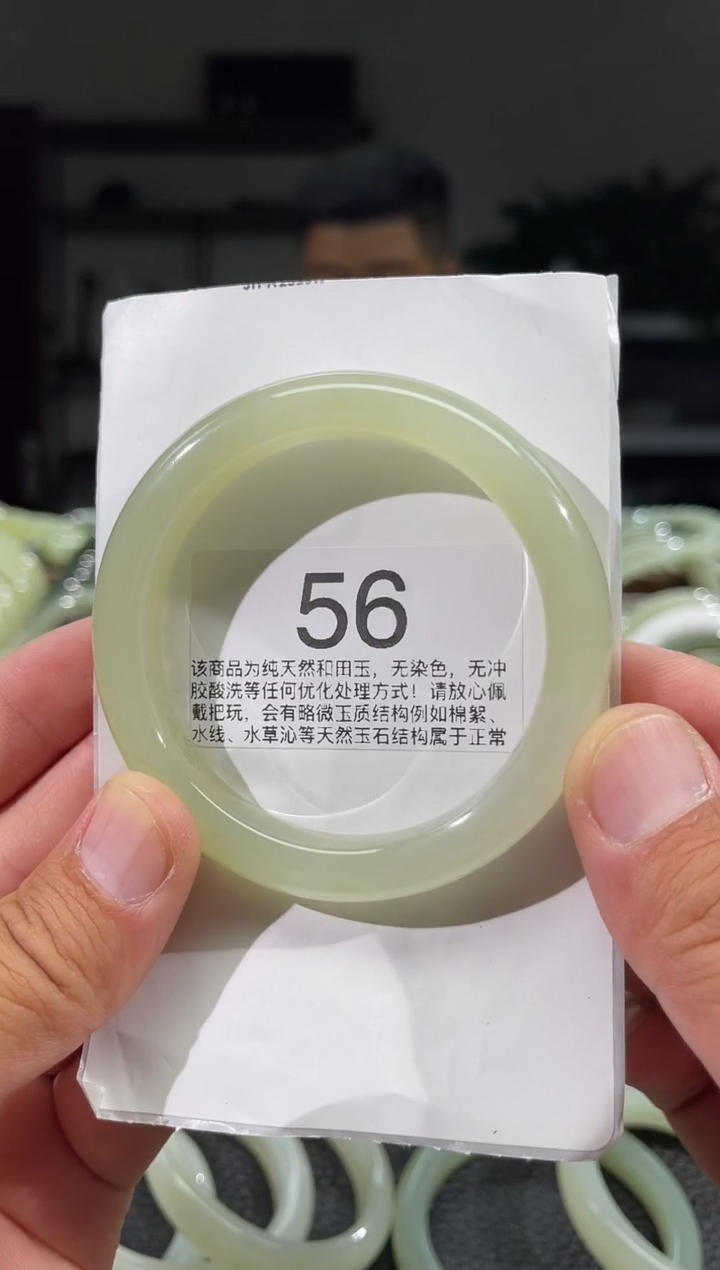 56
该商品为纯天然和田玉，无染色，无冲
胶酸洗等任何优化处理方式！请放心佩
戴把玩，会有略微玉质结构例如棉絮、
水线、水草沁等天然玉石结构属于正常